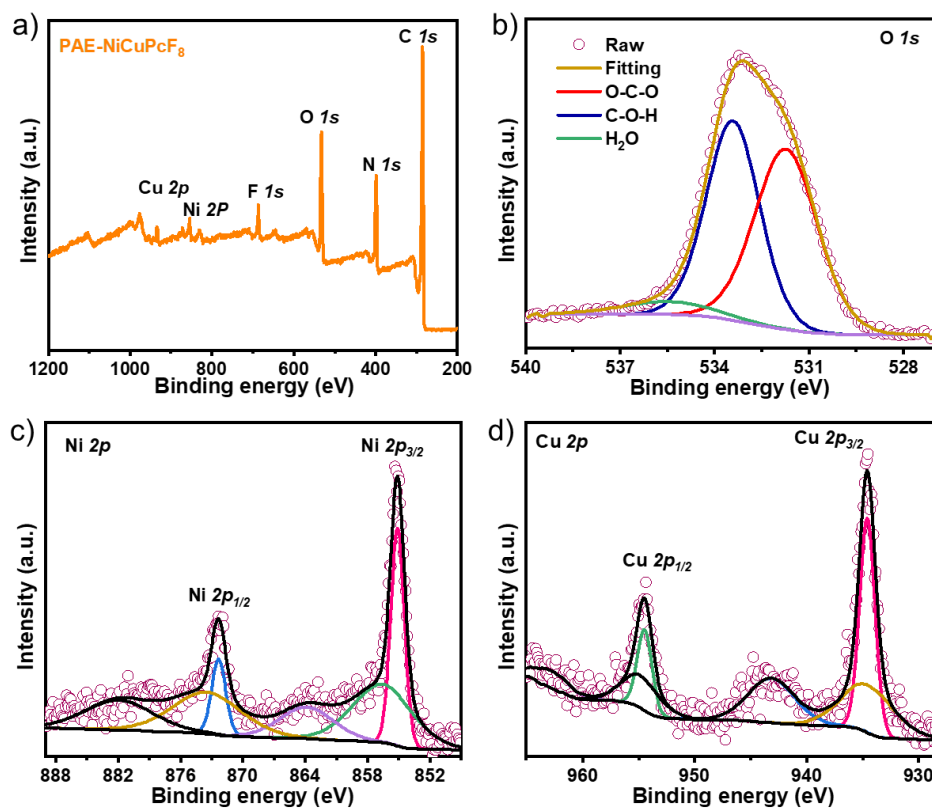 a)
PAE-NiCuPcF₈
C 1s
O 1s
N 1s
F 1s
Cu 2p
Ni 2P
Intensity (a.u.)
1200 1000 800 600 400 200
Binding energy (eV)
b)
O 1s
Raw
Fitting
O-C-O
C-O-H
H₂O
Intensity (a.u.)
540 537 534 531 528
Binding energy (eV)
c)
Ni 2p
Ni 2p3/2
Ni 2p1/2
Intensity (a.u.)
888 882 876 870 864 858 852
Binding energy (eV)
d)
Cu 2p
Cu 2p3/2
Cu 2p1/2
Intensity (a.u.)
960 950 940 930
Binding energy (eV)